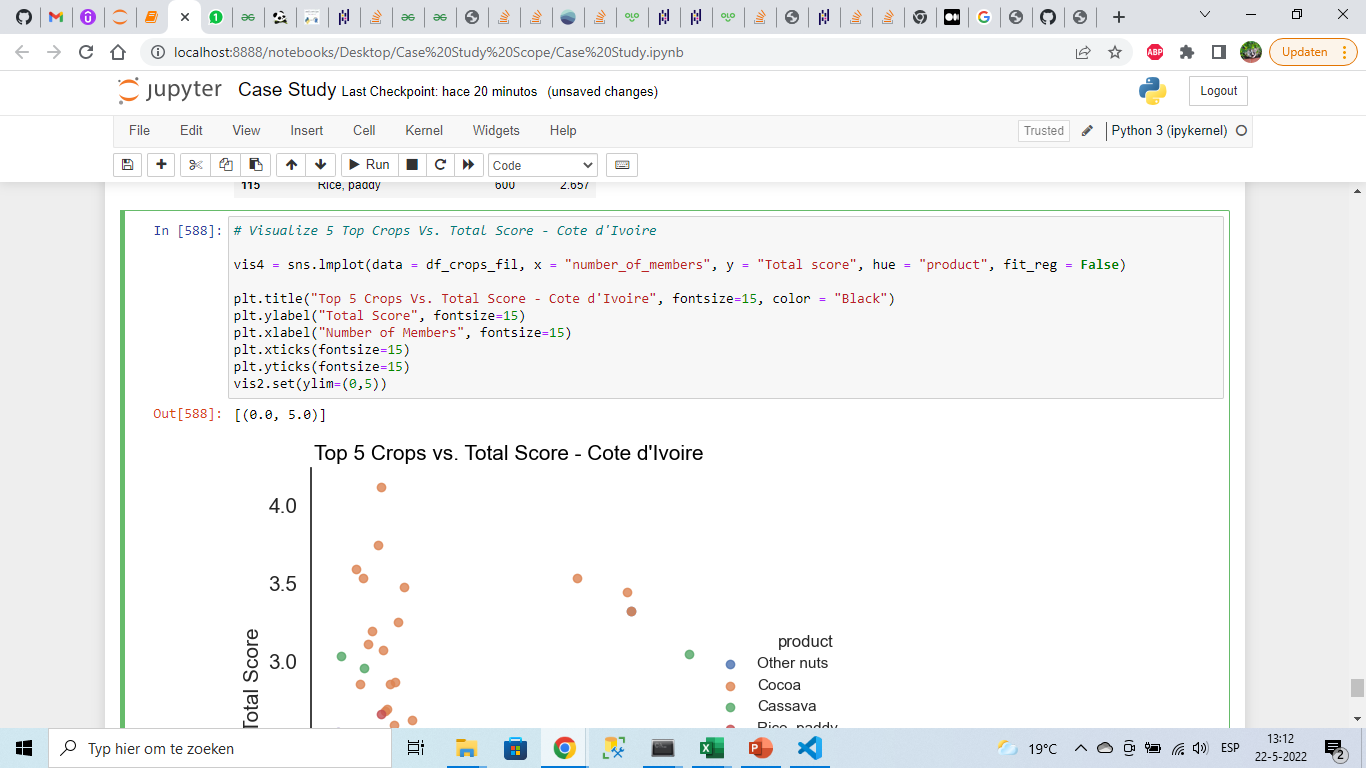 localhost:8888/notebooks/Desktop/Case%20Study%20Scope/Case%20Study.ipynb
ABP
Updaten
jupyter Case Study Last Checkpoint: hace 20 minutos (unsaved changes)
Logout
File Edit View Insert Cell Kernel Widgets Help
Trusted
Python 3 (ipykernel)
Run
Code
115 Rice, paddy 600 2.657
In [588]:
# Visualize 5 Top Crops Vs. Total Score - Cote d'Ivoire
vis4 = sns.lmplot(data = df_crops_fil, x = "number_of_members", y = "Total score", hue = "product", fit_reg = False)
plt.title("Top 5 Crops Vs. Total Score - Cote d'Ivoire", fontsize=15, color = "Black")
plt.ylabel("Total Score", fontsize=15)
plt.xlabel("Number of Members", fontsize=15)
plt.xticks(fontsize=15)
plt.yticks(fontsize=15)
vis2.set(ylim=(0,5))
Out[588]: [(0.0, 5.0)]
Top 5 Crops vs. Total Score - Cote d'Ivoire
4.0
3.5
3.0
Total Score
product
Other nuts
Cocoa
Cassava
Rice, paddy
Typ hier om te zoeken
19°C
ESP
13:12
22-5-2022
2